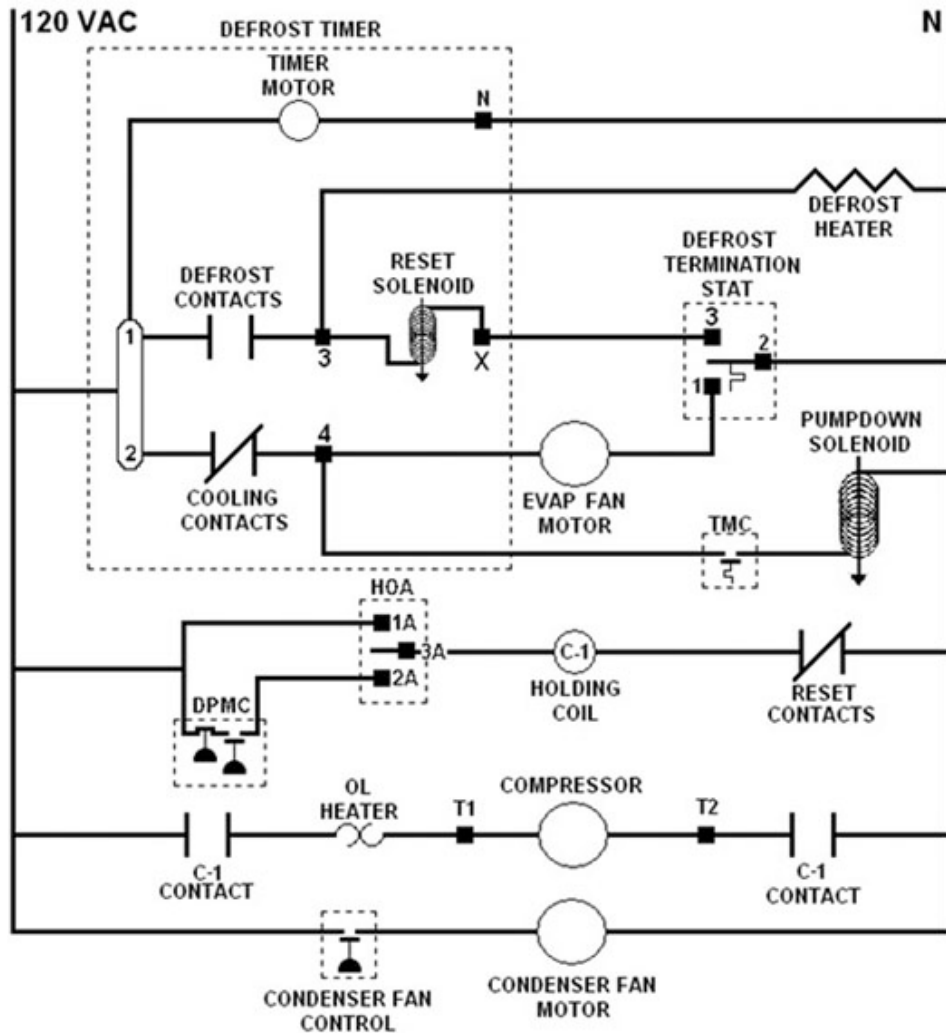 120 VAC
N
DEFROST TIMER
TIMER
MOTOR
N
DEFROST
HEATER
DEFROST
TERMINATION
STAT
RESET
SOLENOID
DEFROST
CONTACTS
3
2
1
1
3
X
2
4
COOLING
CONTACTS
EVAP FAN
MOTOR
PUMPDOWN
SOLENOID
TMC
HOA
1A
3A
2A
C-1
HOLDING
COIL
RESET
CONTACTS
DPMC
OL
HEATER
T1
COMPRESSOR
T2
C-1
CONTACT
C-1
CONTACT
CONDENSER FAN
CONTROL
CONDENSER FAN
MOTOR